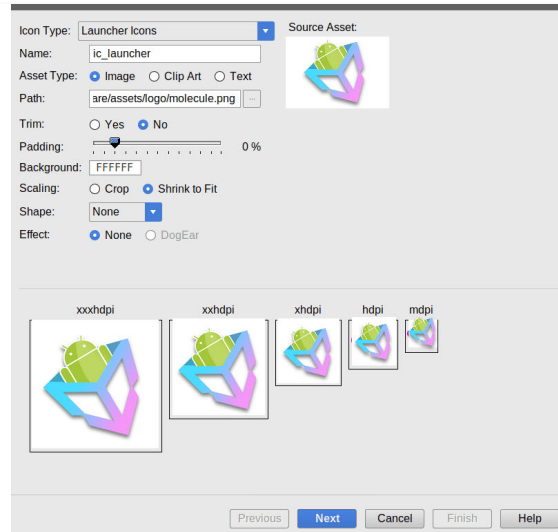 Icon Type: Launcher Icons
Source Asset:
Name: ic_launcher
Asset Type: Image Clip Art Text
Path: are/assets/logo/molecule.png ...
Trim: Yes No
Padding: 0 %
Background: FFFFFF
Scaling: Crop Shrink to Fit
Shape: None
Effect: None DogEar
xxxhdpi xxhdpi xhdpi hdpi mdpi
Previous Next Cancel Finish Help